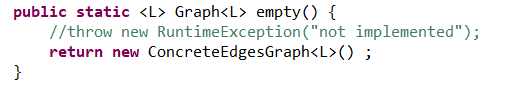 public static <L> Graph<L> empty() {
    //throw new RuntimeException("not implemented");
    return new ConcreteEdgesGraph<L>() ;
}